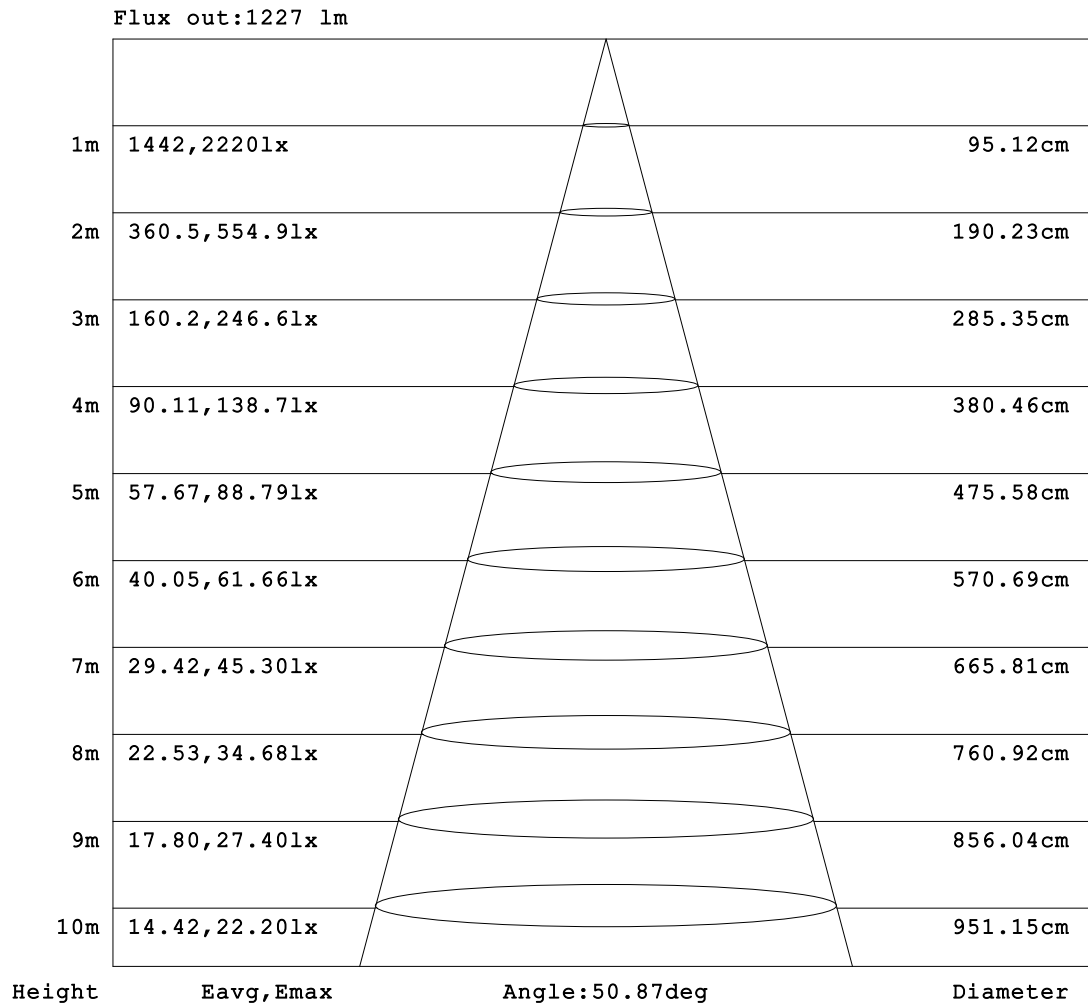 Flux out:1227 lm
1m 1442,2220lx 95.12cm
2m 360.5,554.9lx 190.23cm
3m 160.2,246.6lx 285.35cm
4m 90.11,138.7lx 380.46cm
5m 57.67,88.79lx 475.58cm
6m 40.05,61.66lx 570.69cm
7m 29.42,45.30lx 665.81cm
8m 22.53,34.68lx 760.92cm
9m 17.80,27.40lx 856.04cm
10m 14.42,22.20lx 951.15cm
Height Eavg,Emax Angle:50.87deg Diameter